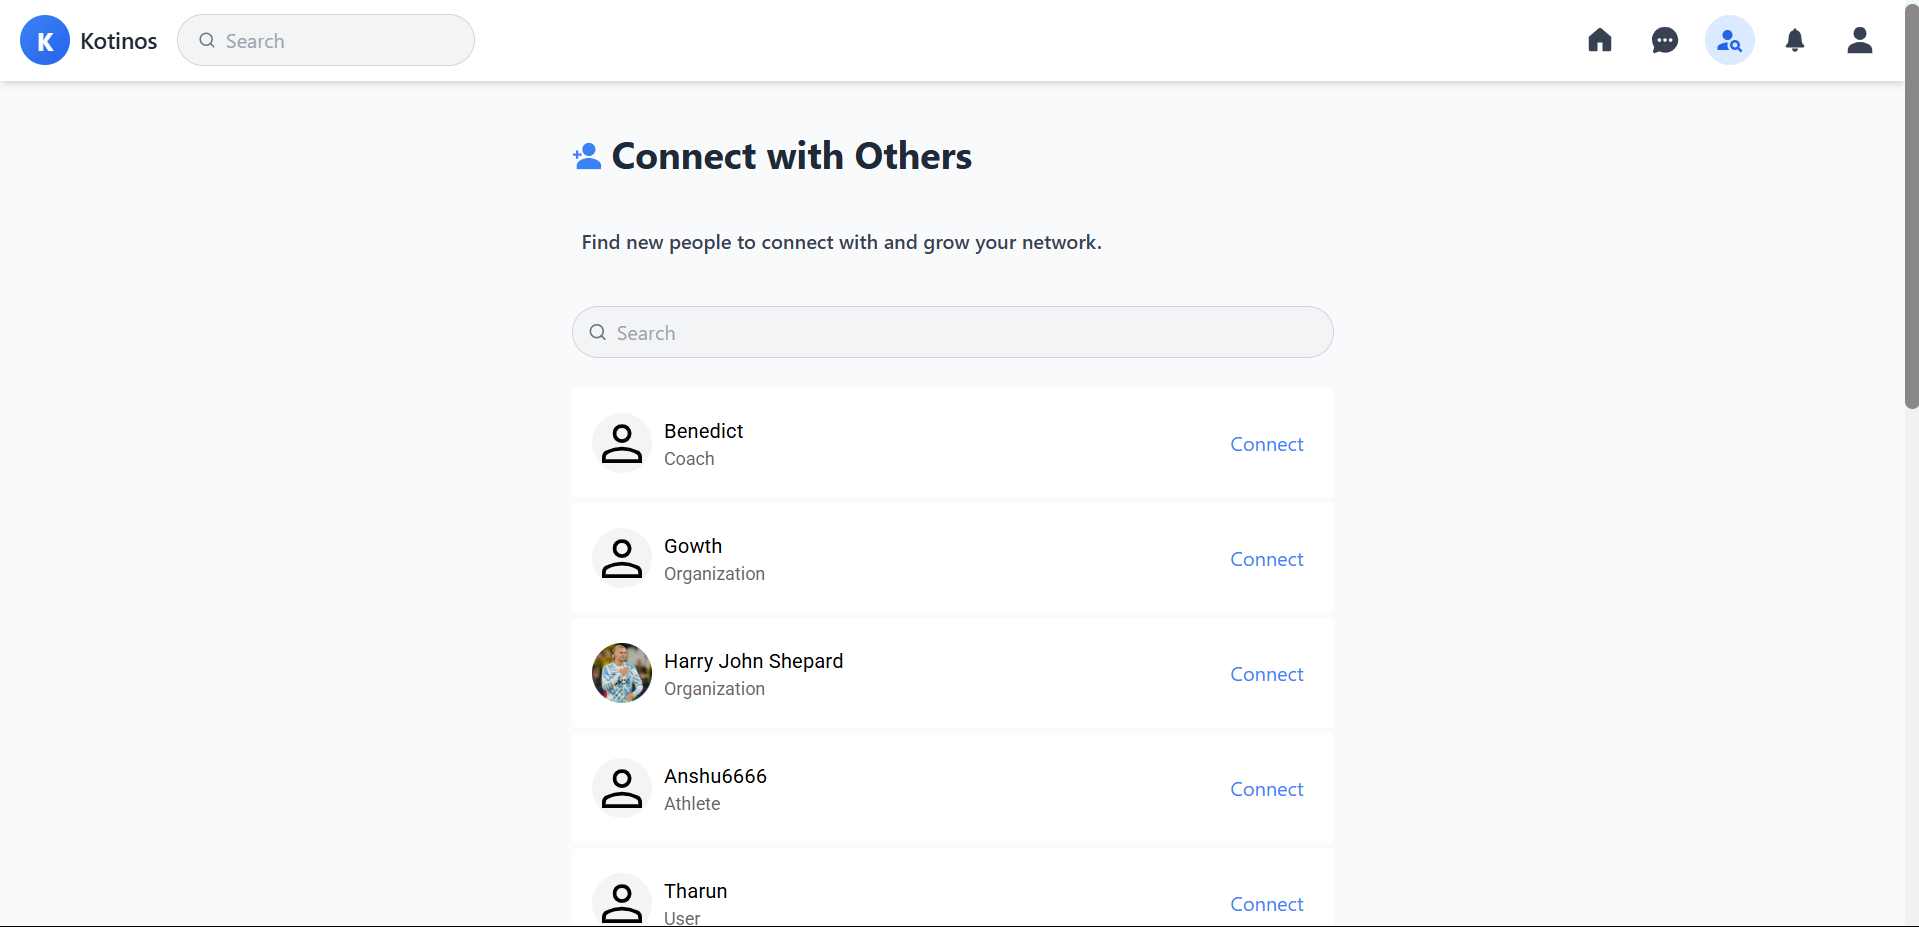 K Kotinos
Search
Connect with Others
Find new people to connect with and grow your network.
Search
Benedict
Coach
Connect
Gowth
Organization
Connect
Harry John Shepard
Organization
Connect
Anshu6666
Athlete
Connect
Tharun
User
Connect